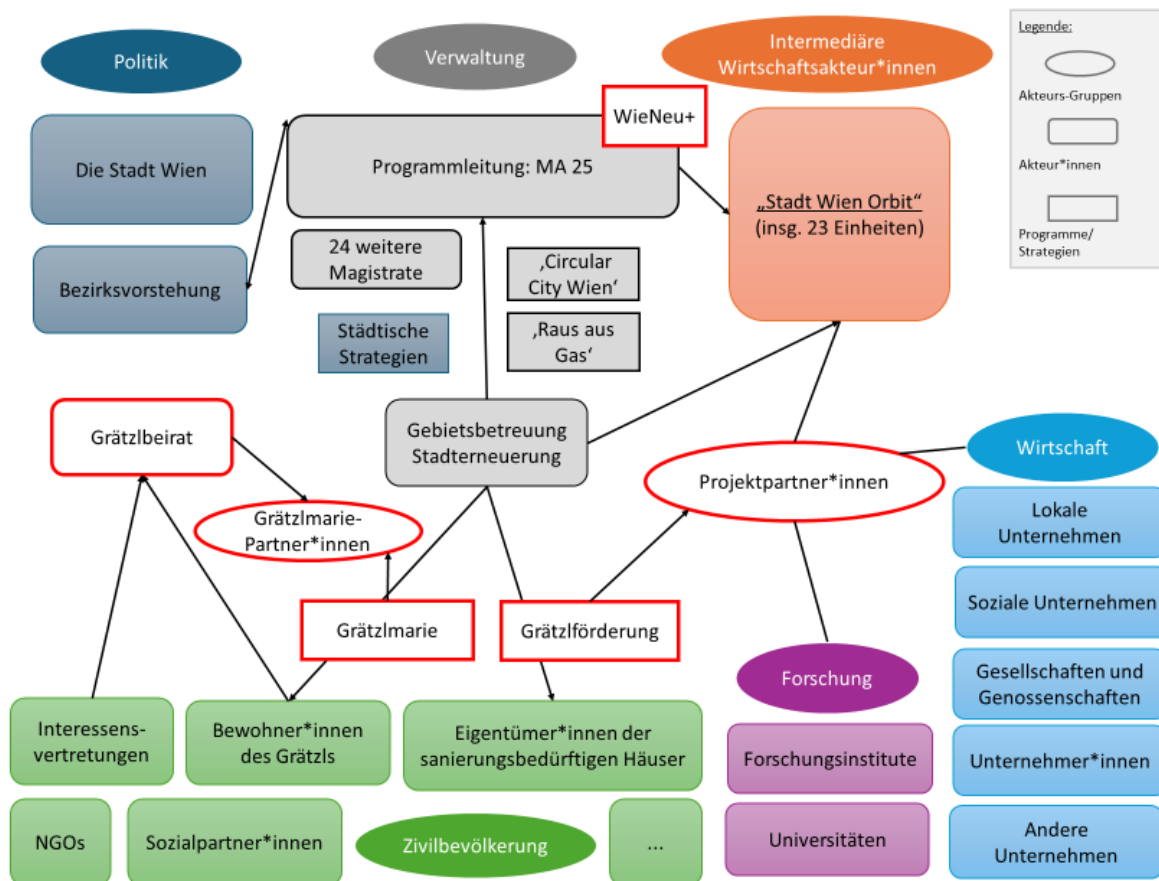 Politik
Verwaltung
Intermediäre
Wirtschaftsakteur*innen
Legende:
Akteurs-Gruppen
Akteur*innen
Programme/
Strategien
WieNeu+
Die Stadt Wien
Programmleitung: MA 25
„Stadt Wien Orbit“
(insg. 23 Einheiten)
Bezirksvorstehung
24 weitere
Magistrate
‚Circular
City Wien‘
Städtische
Strategien
‚Raus aus
Gas‘
Grätzlbeirat
Gebietsbetreuung
Stadterneuerung
Wirtschaft
Projektpartner*innen
Grätzlmarie-
Partner*innen
Lokale
Unternehmen
Soziale Unternehmen
Grätzlmarie
Grätzlförderung
Forschung
Gesellschaften und
Genossenschaften
Interessens-
vertretungen
Bewohner*innen
des Grätzls
Eigentümer*innen der
sanierungsbedürftigen Häuser
Forschungsinstitute
Unternehmer*innen
NGOs
Sozialpartner*innen
Zivilbevölkerung
...
Universitäten
Andere
Unternehmen